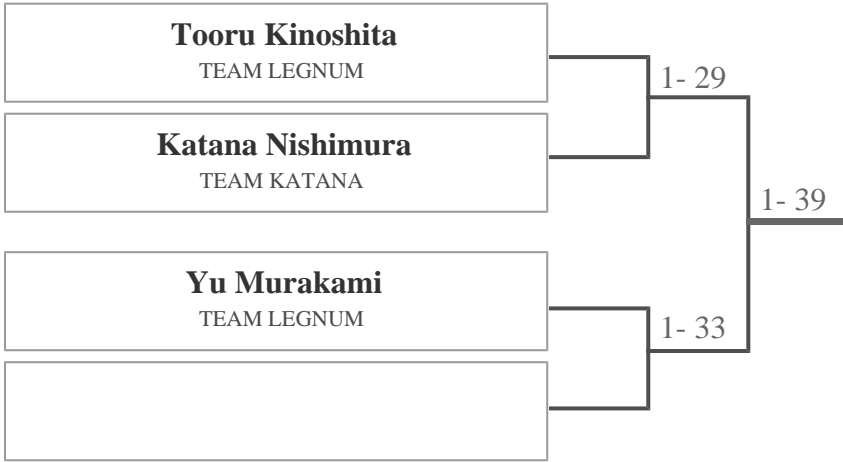 Tooru Kinoshita
TEAM LEGNUM
1- 29
Katana Nishimura
TEAM KATANA
1- 39
Yu Murakami
TEAM LEGNUM
1- 33